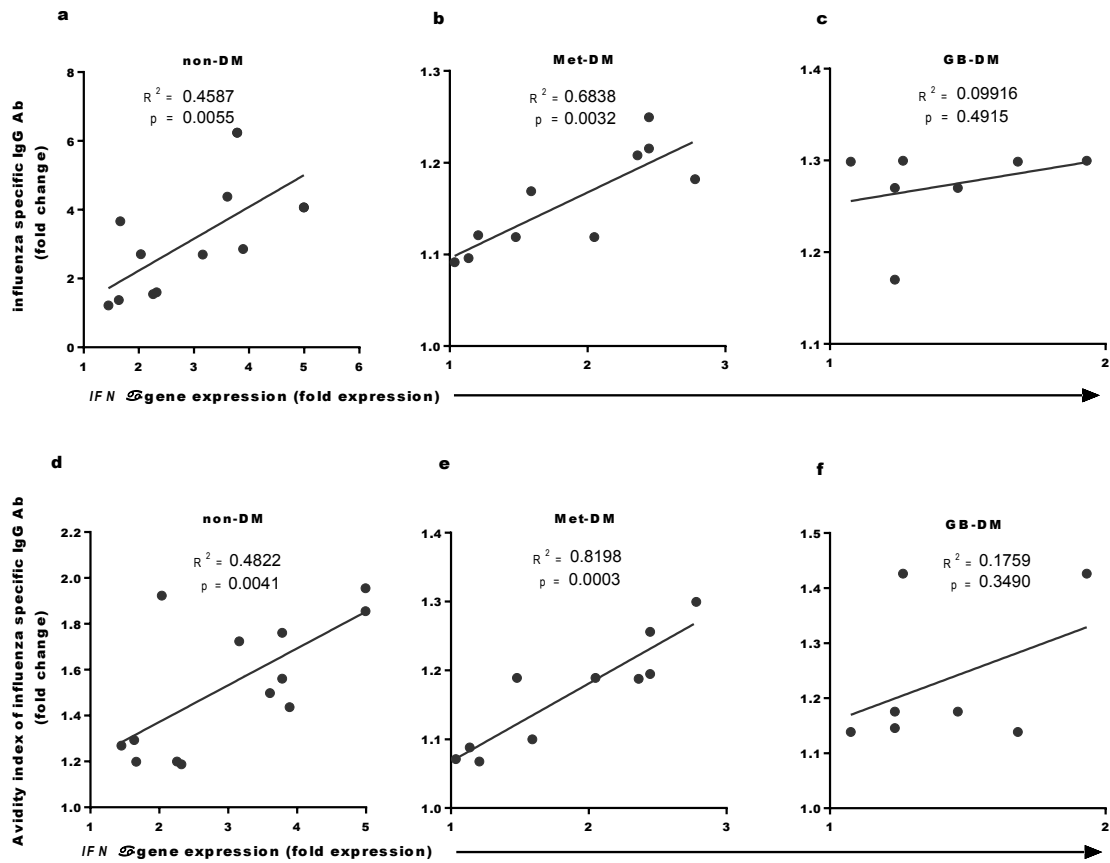 a
b
c
non-DM
Met-DM
GB-DM
R² = 0.4587
p = 0.0055
R² = 0.6838
p = 0.0032
R² = 0.09916
p = 0.4915
influenza specific IgG Ab
(fold change)
8
6
4
2
0
1 2 3 4 5 6
1.3
1.2
1.1
1.0
1 2 3
1.4
1.3
1.2
1.1
1 2
IFN gene expression (fold expression)
d
e
f
non-DM
Met-DM
GB-DM
R² = 0.4822
p = 0.0041
R² = 0.8198
p = 0.0003
R² = 0.1759
p = 0.3490
Avidity index of influenza specific IgG Ab
(fold change)
2.2
2.0
1.8
1.6
1.4
1.2
1.0
1 2 3 4 5
1.4
1.3
1.2
1.1
1.0
1 2 3
1.5
1.4
1.3
1.2
1.1
1.0
1 2
IFN gene expression (fold expression)